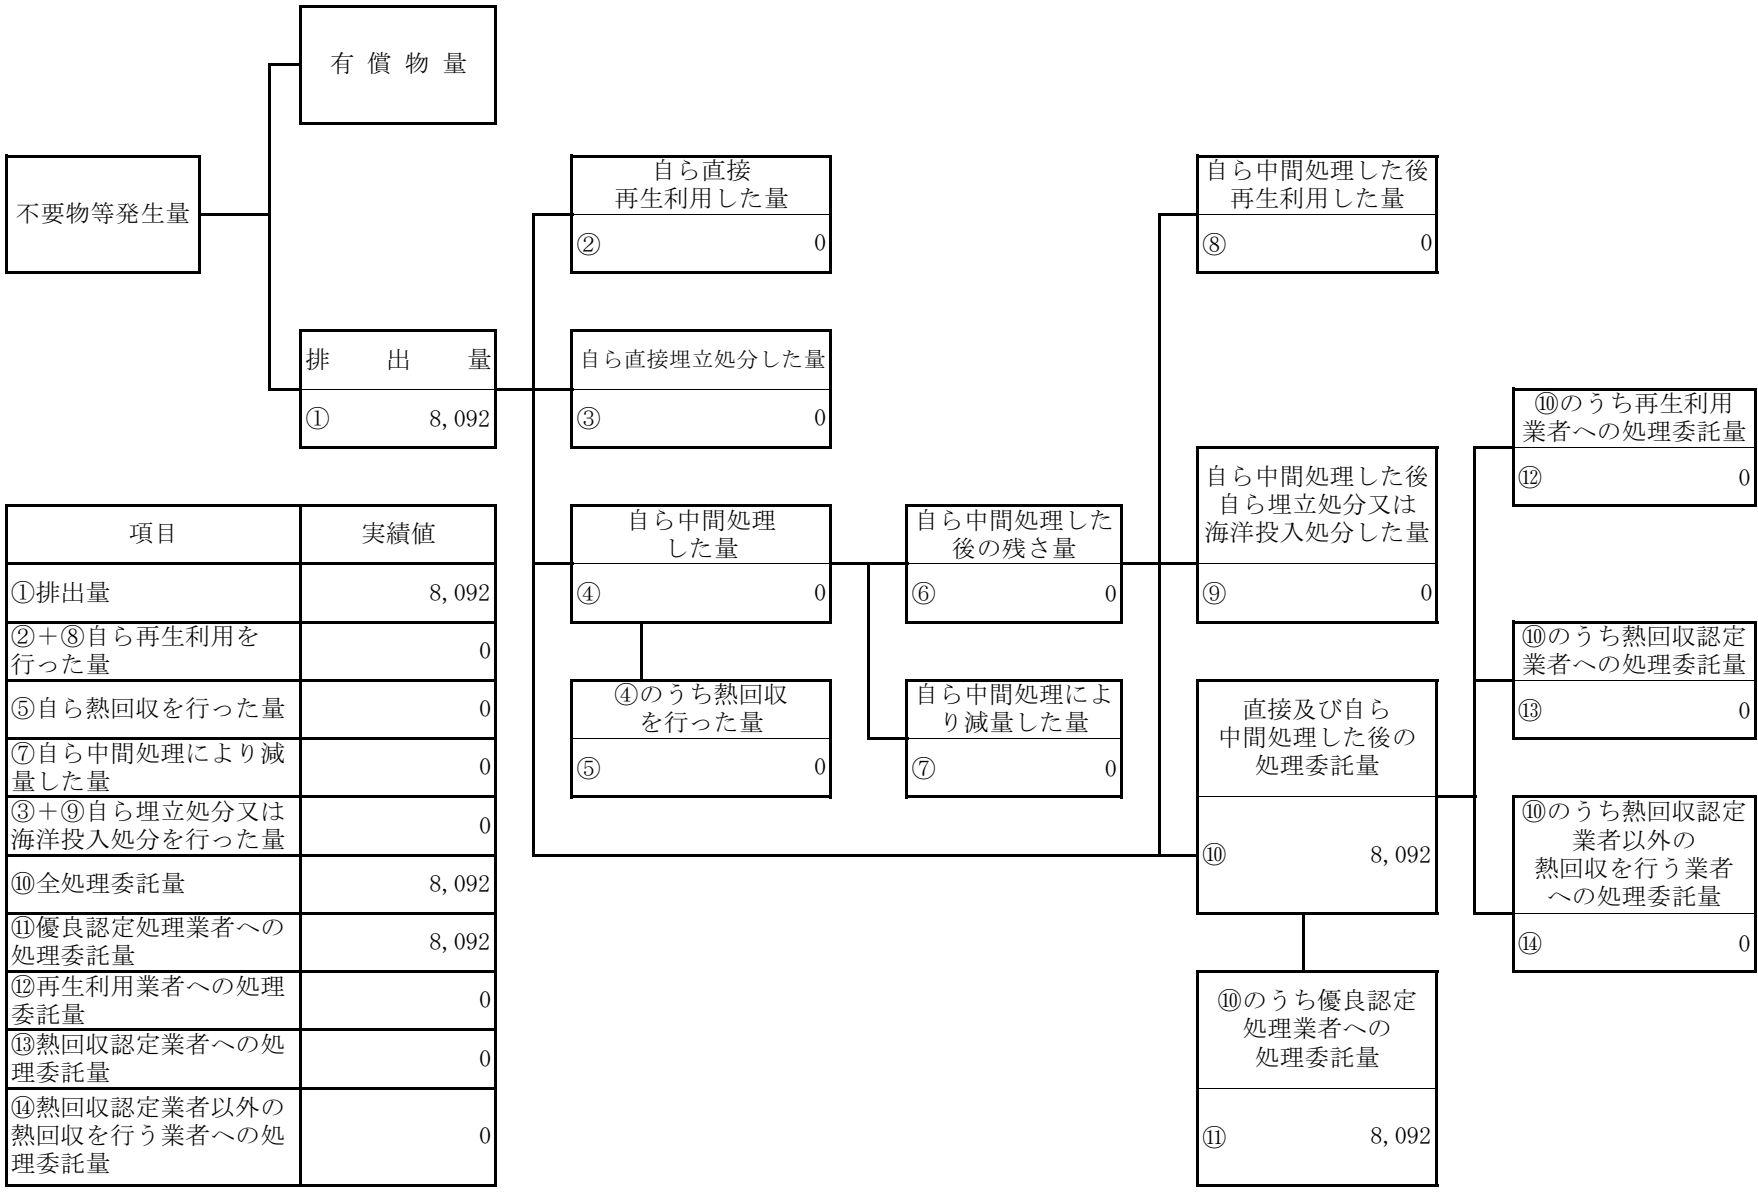 有償物量
不要物等発生量
排出量
① 8,092
自ら直接
再生利用した量
② 0
自ら直接埋立処分した量
③ 0
自ら中間処理
した量
④ 0
④のうち熱回収
を行った量
⑤ 0
自ら中間処理した
後の残さ量
⑥ 0
自ら中間処理によ
り減量した量
⑦ 0
自ら中間処理した後
再生利用した量
⑧ 0
自ら中間処理した後
自ら埋立処分又は
海洋投入処分した量
⑨ 0
直接及び自ら
中間処理した後の
処理委託量
⑩ 8,092
⑩のうち優良認定
処理業者への
処理委託量
⑪ 8,092
⑩のうち再生利用
業者への処理委託量
⑫ 0
⑩のうち熱回収認定
業者への処理委託量
⑬ 0
⑩のうち熱回収認定
業者以外の
熱回収を行う業者
への処理委託量
⑭ 0
項目 実績値
①排出量 8,092
②+⑧自ら再生利用を
行った量 0
⑤自ら熱回収を行った量 0
⑦自ら中間処理により減
量した量 0
③+⑨自ら埋立処分又は
海洋投入処分を行った量 0
⑩全処理委託量 8,092
⑪優良認定処理業者への
処理委託量 8,092
⑫再生利用業者への処理
委託量 0
⑬熱回収認定業者への処
理委託量 0
⑭熱回収認定業者以外の
熱回収を行う業者への処
理委託量 0